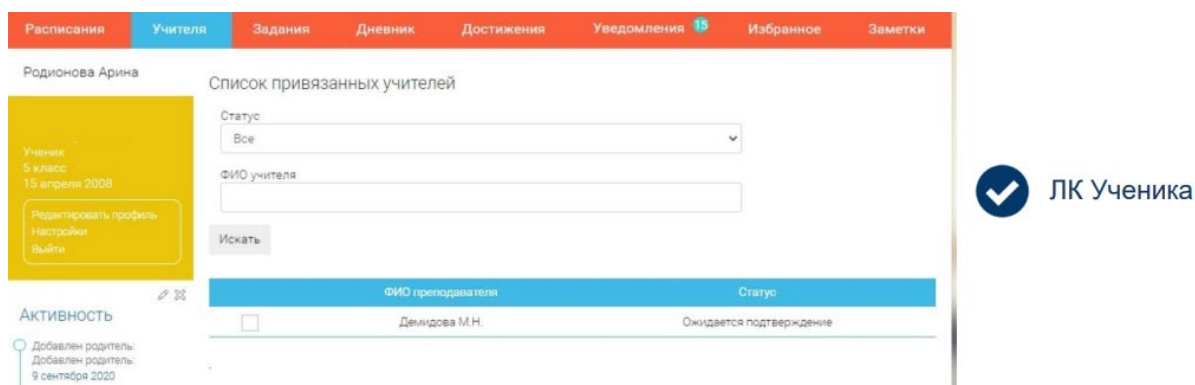 Расписания Учителя Задания Дневник Достижения Уведомления 15 Избранное Заметки
Родионова Арина
Ученик
5 класс
15 апреля 2008
Редактировать профиль
Настройки
Выйти
Активность
Добавлен родитель:
Добавлен родитель:
9 сентября 2020
Список привязанных учителей
Статус
Все
ФИО учителя
Искать
ФИО преподавателя Статус
Демидова М.Н. Ожидается подтверждение
ЛК Ученика